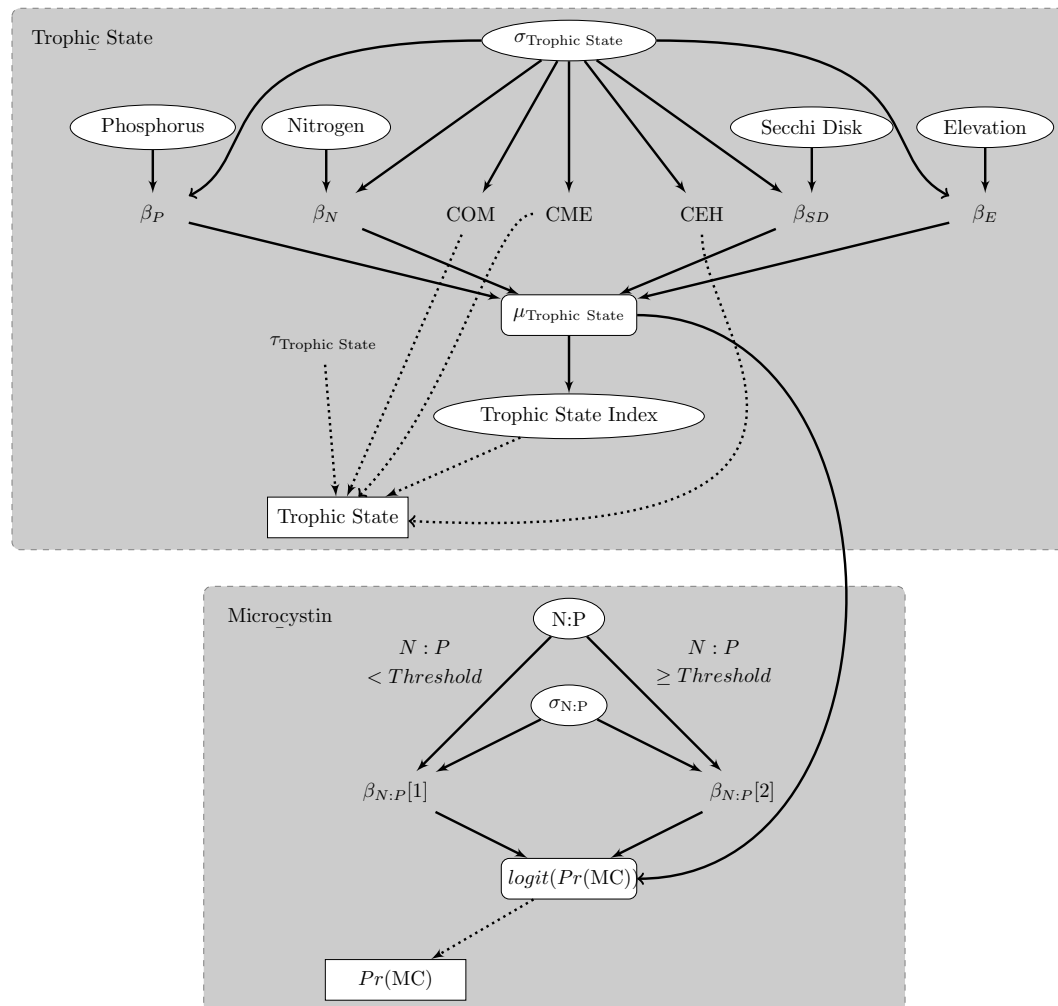 Trophic State
σTrophic State
Phosphorus
Nitrogen
Secchi Disk
Elevation
βP
βN
COM
CME
CEH
βSD
βE
μTrophic State
τTrophic State
Trophic State Index
Trophic State
Microcystin
N:P
N : P
< Threshold
N : P
≥ Threshold
σN:P
βN:P[1]
βN:P[2]
logit(Pr(MC))
Pr(MC)